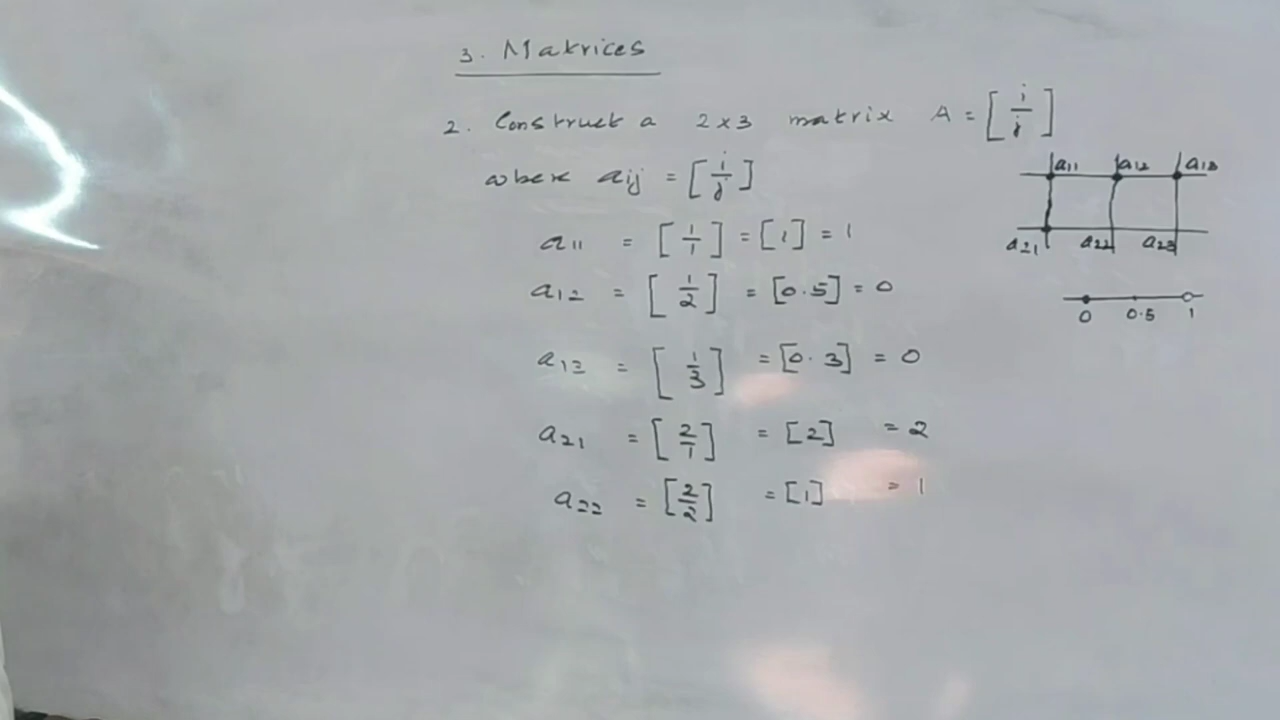 3. Matrices
2. Construct a 2×3 matrix A = [i/j]
where aij = [i/j]
a11 = [1/1] = [1] = 1
a12 = [1/2] = [0.5] = 0
a13 = [1/3] = [0.3] = 0
a21 = [2/1] = [2] = 2
a22 = [2/2] = [1] = 1
a11 a12 a13
a21 a22 a23
0 0.5 1